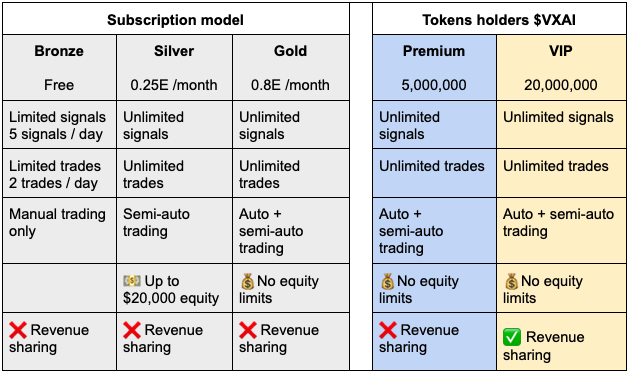 Subscription model
Tokens holders $VXAI
Bronze
Silver
Gold
Premium
VIP
Free
0.25E /month
0.8E /month
5,000,000
20,000,000
Limited signals
5 signals / day
Unlimited
signals
Unlimited
signals
Unlimited
signals
Unlimited signals
Limited trades
2 trades / day
Unlimited
trades
Unlimited
trades
Unlimited trades
Unlimited trades
Manual trading
only
Semi-auto
trading
Auto +
semi-auto
trading
Auto +
semi-auto
trading
Auto + semi-auto
trading
💵 Up to
$20,000 equity
💰 No equity
limits
💰 No equity
limits
💰 No equity
limits
❌ Revenue
sharing
❌ Revenue
sharing
❌ Revenue
sharing
❌ Revenue
sharing
✅ Revenue
sharing